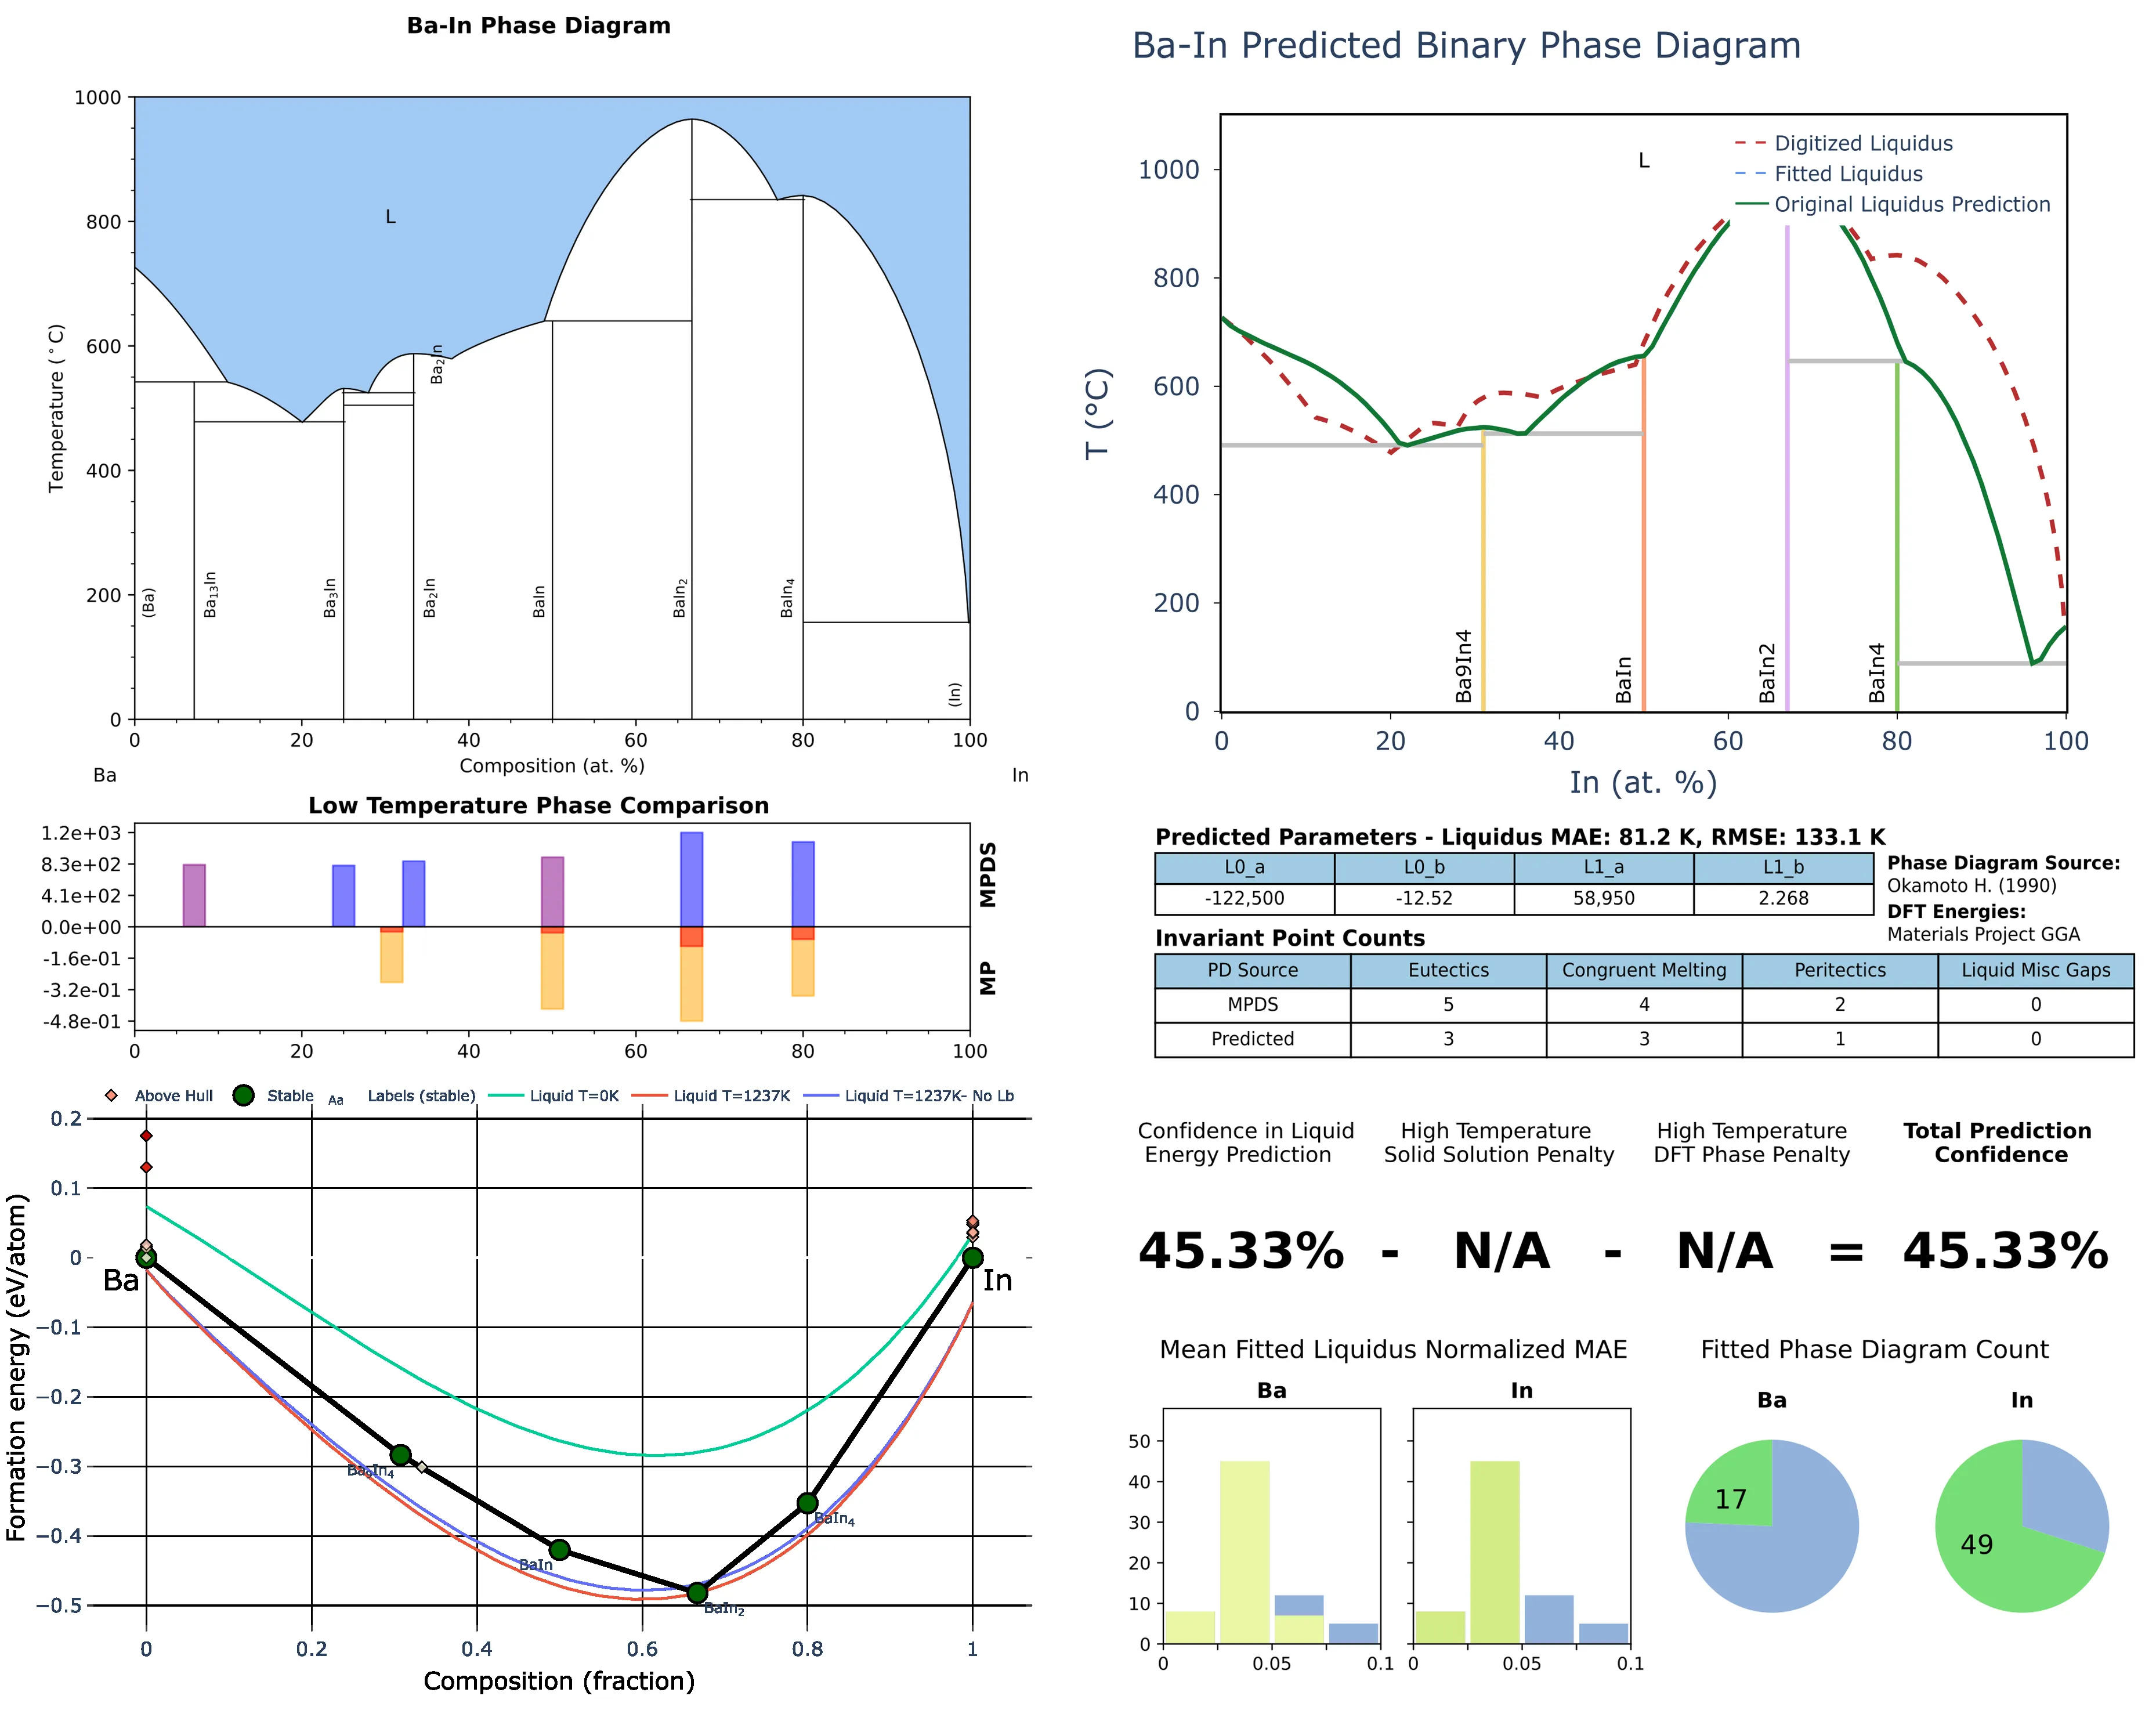 Ba-In Phase Diagram
1000
800
600
400
200
0
Temperature (°C)
L
(Ba)
Ba13In
Ba3In
Ba2In
Ba2In
BaIn
BaIn2
BaIn4
(In)
0 20 40 60 80 100
Composition (at. %)
Ba In
Low Temperature Phase Comparison
1.2e+03
8.3e+02
4.1e+02
0.0e+00
-1.6e-01
-3.2e-01
-4.8e-01
MPDS
MP
0 20 40 60 80 100
Above Hull Stable Aa Labels (stable) Liquid T=0K Liquid T=1237K Liquid T=1237K- No Lb
0.2
0.1
0
−0.1
−0.2
−0.3
−0.4
−0.5
Formation energy (eV/atom)
Ba
In
Ba9In4
BaIn
BaIn2
BaIn4
0 0.2 0.4 0.6 0.8 1
Composition (fraction)
Ba-In Predicted Binary Phase Diagram
1000
800
600
400
200
0
T (°C)
L
Digitized Liquidus
Fitted Liquidus
Original Liquidus Prediction
Ba9In4
BaIn
BaIn2
BaIn4
0 20 40 60 80 100
In (at. %)
Predicted Parameters - Liquidus MAE: 81.2 K, RMSE: 133.1 K
L0_a L0_b L1_a L1_b
-122,500 -12.52 58,950 2.268
Phase Diagram Source:
Okamoto H. (1990)
DFT Energies:
Materials Project GGA
Invariant Point Counts
PD Source Eutectics Congruent Melting Peritectics Liquid Misc Gaps
MPDS 5 4 2 0
Predicted 3 3 1 0
Confidence in Liquid
Energy Prediction
High Temperature
Solid Solution Penalty
High Temperature
DFT Phase Penalty
Total Prediction
Confidence
45.33% - N/A - N/A = 45.33%
Mean Fitted Liquidus Normalized MAE
Ba In
50
40
30
20
10
0
0 0.05 0.1
0 0.05 0.1
Fitted Phase Diagram Count
Ba In
17
49